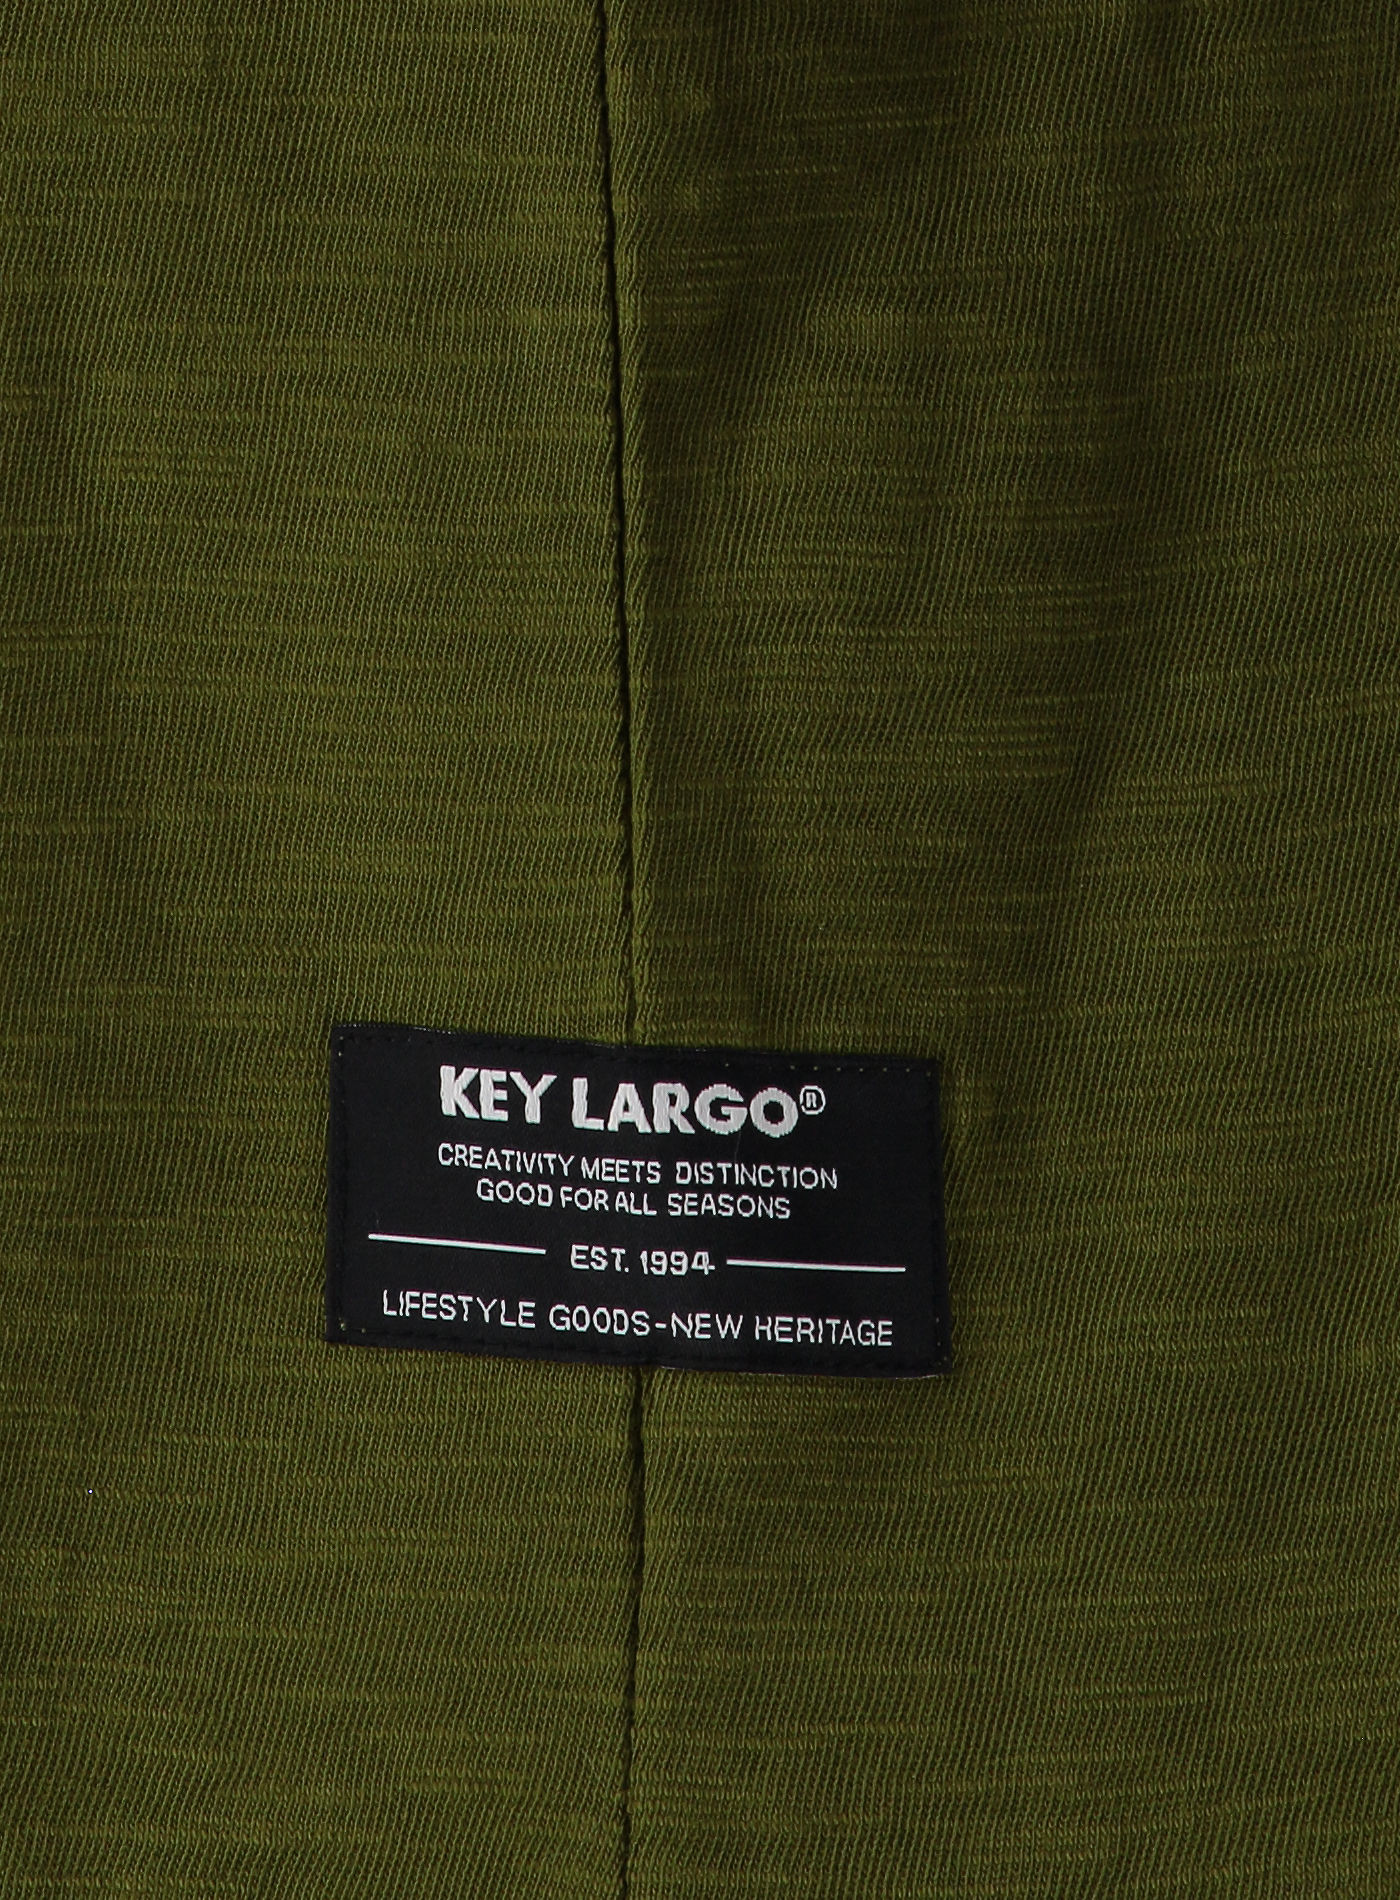 KEY LARGO®
CREATIVITY MEETS DISTINCTION
GOOD FOR ALL SEASONS
EST. 1994
LIFESTYLE GOODS-NEW HERITAGE